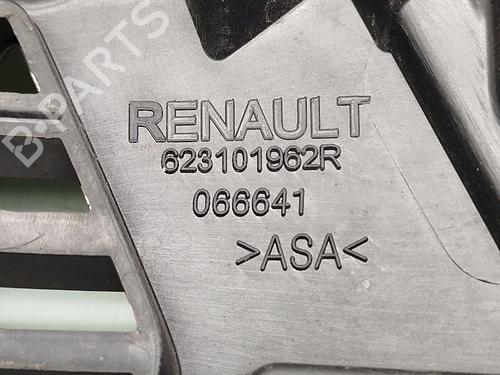 B-PARTS
RENAULT
623101962R
066641
>ASA<